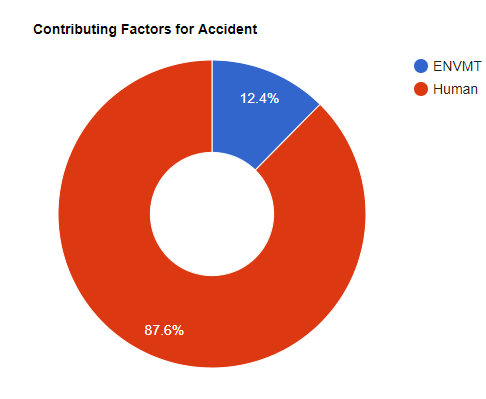 Contributing Factors for Accident
ENVMT
Human
12.4%
87.6%